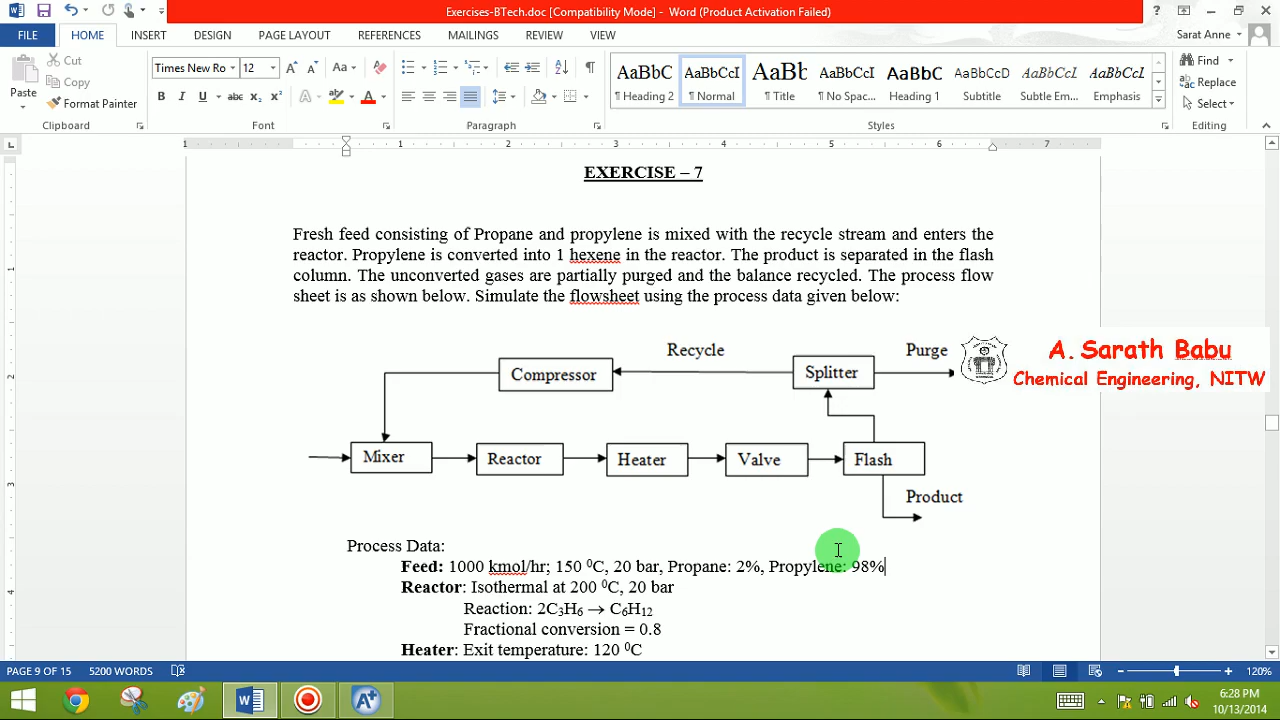 Exercises-BTech.doc [Compatibility Mode] - Word (Product Activation Failed)
FILE HOME INSERT DESIGN PAGE LAYOUT REFERENCES MAILINGS REVIEW VIEW Sarat Anne
Cut
Copy
Format Painter
Paste
Clipboard
Times New Ro 12
Font
Paragraph
AaBbC AaBbCcI AaBb AaBbCcI AaBbCc AaBbCcD AaBbCcI AaBbCcI
¶ Heading 2 ¶ Normal ¶ Title ¶ No Spac... Heading 1 Subtitle Subtle Em... Emphasis
Styles
Find
Replace
Select
Editing
EXERCISE – 7
Fresh feed consisting of Propane and propylene is mixed with the recycle stream and enters the
reactor. Propylene is converted into 1 hexene in the reactor. The product is separated in the flash
column. The unconverted gases are partially purged and the balance recycled. The process flow
sheet is as shown below. Simulate the flowsheet using the process data given below:
Recycle
Purge
Compressor
Splitter
A. Sarath Babu
Chemical Engineering, NITW
Mixer
Reactor
Heater
Valve
Flash
Product
Process Data:
Feed: 1000 kmol/hr; 150 ⁰C, 20 bar, Propane: 2%, Propylene: 98%
Reactor: Isothermal at 200 ⁰C, 20 bar
Reaction: 2C₃H₆ → C₆H₁₂
Fractional conversion = 0.8
Heater: Exit temperature: 120 ⁰C
PAGE 9 OF 15 5200 WORDS 120%
6:28 PM
10/13/2014